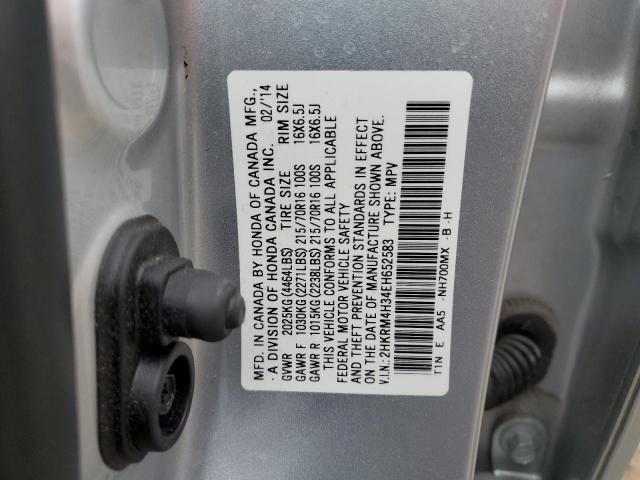 MFD. IN CANADA BY HONDA OF CANADA MFG.,
A DIVISION OF HONDA CANADA INC. 02/'14
GVWR 2025KG (4464LBS) TIRE SIZE RIM SIZE
GAWR F 1030KG (2271LBS) 215/70R16 100S 16X6.5J
GAWR R 1015KG (2238LBS) 215/70R16 100S 16X6.5J
THIS VEHICLE CONFORMS TO ALL APPLICABLE
FEDERAL MOTOR VEHICLE SAFETY
AND THEFT PREVENTION STANDARDS IN EFFECT
ON THE DATE OF MANUFACTURE SHOWN ABOVE.
V.I.N.: 2HKRM4H34EH652583 TYPE: MPV
T1N E AA5 -NH700MX -B-H